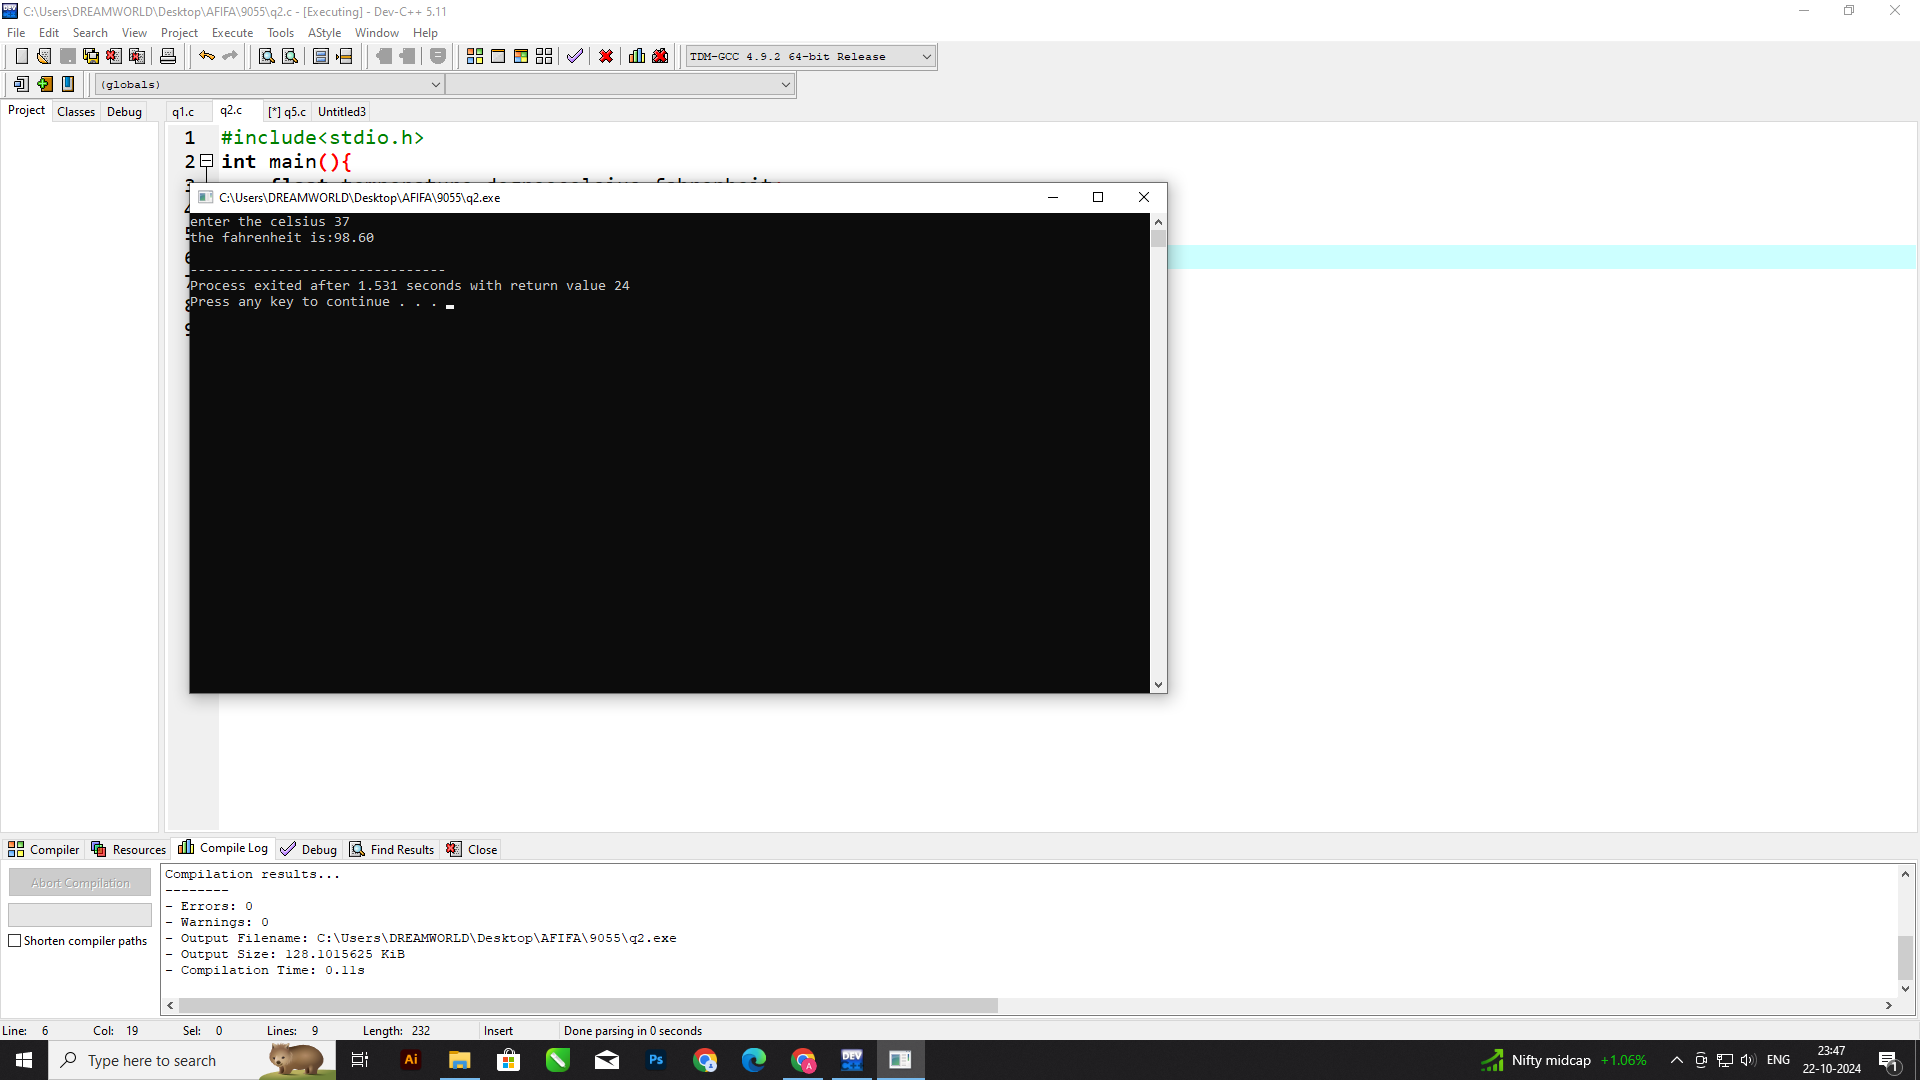 C:\Users\DREAMWORLD\Desktop\AFIFA\9055\q2.c - [Executing] - Dev-C++ 5.11
File Edit Search View Project Execute Tools AStyle Window Help
TDM-GCC 4.9.2 64-bit Release
(globals)
Project Classes Debug q1.c q2.c [*] q5.c Untitled3
1 #include<stdio.h>
2 int main(){
3
C:\Users\DREAMWORLD\Desktop\AFIFA\9055\q2.exe
enter the celsius 37
the fahrenheit is:98.60
--------------------------------
Process exited after 1.531 seconds with return value 24
Press any key to continue . . .
Compiler Resources Compile Log Debug Find Results Close
Abort Compilation
Shorten compiler paths
Compilation results...
--------
- Errors: 0
- Warnings: 0
- Output Filename: C:\Users\DREAMWORLD\Desktop\AFIFA\9055\q2.exe
- Output Size: 128.1015625 KiB
- Compilation Time: 0.11s
Line: 6 Col: 19 Sel: 0 Lines: 9 Length: 232 Insert Done parsing in 0 seconds
Type here to search Ai Ps DEV Nifty midcap +1.06% ENG 23:47
22-10-2024 1